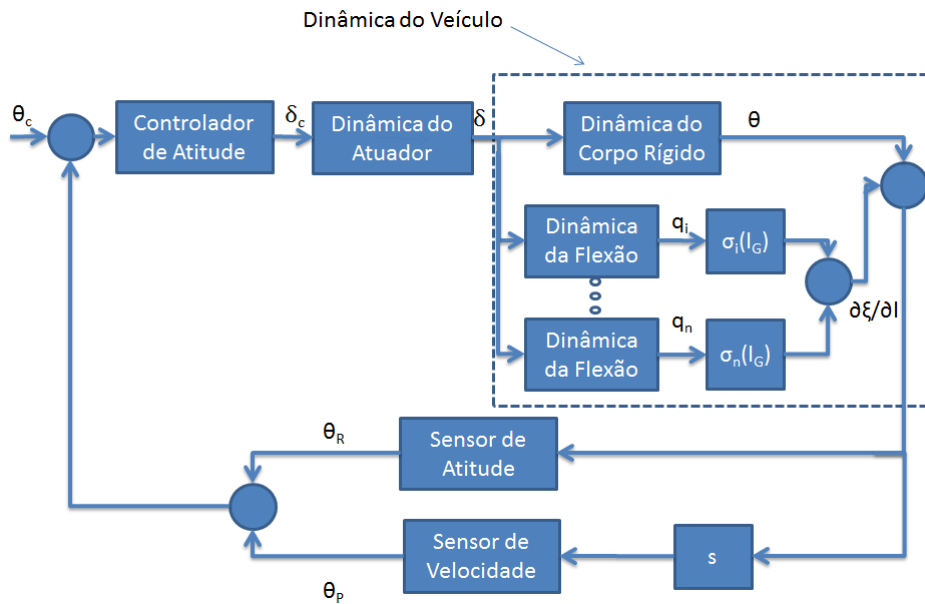 Dinâmica do Veículo
θc
Controlador
de Atitude
δc
Dinâmica do
Atuador
δ
Dinâmica do
Corpo Rígido
θ
Dinâmica
da Flexão
qi
σi(lG)
∂ξ/∂l
Dinâmica
da Flexão
qn
σn(lG)
θR
Sensor de
Atitude
Sensor de
Velocidade
s
θP